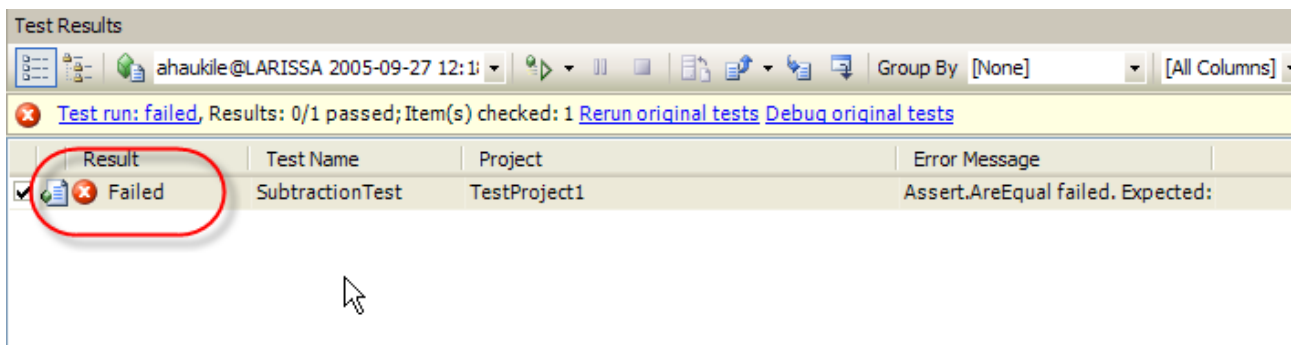 Test Results
ahaukile@LARISSA 2005-09-27 12:1 Group By [None] [All Columns]
Test run: failed, Results: 0/1 passed; Item(s) checked: 1 Rerun original tests Debug original tests
Result Test Name Project Error Message
Failed SubtractionTest TestProject1 Assert.AreEqual failed. Expected: